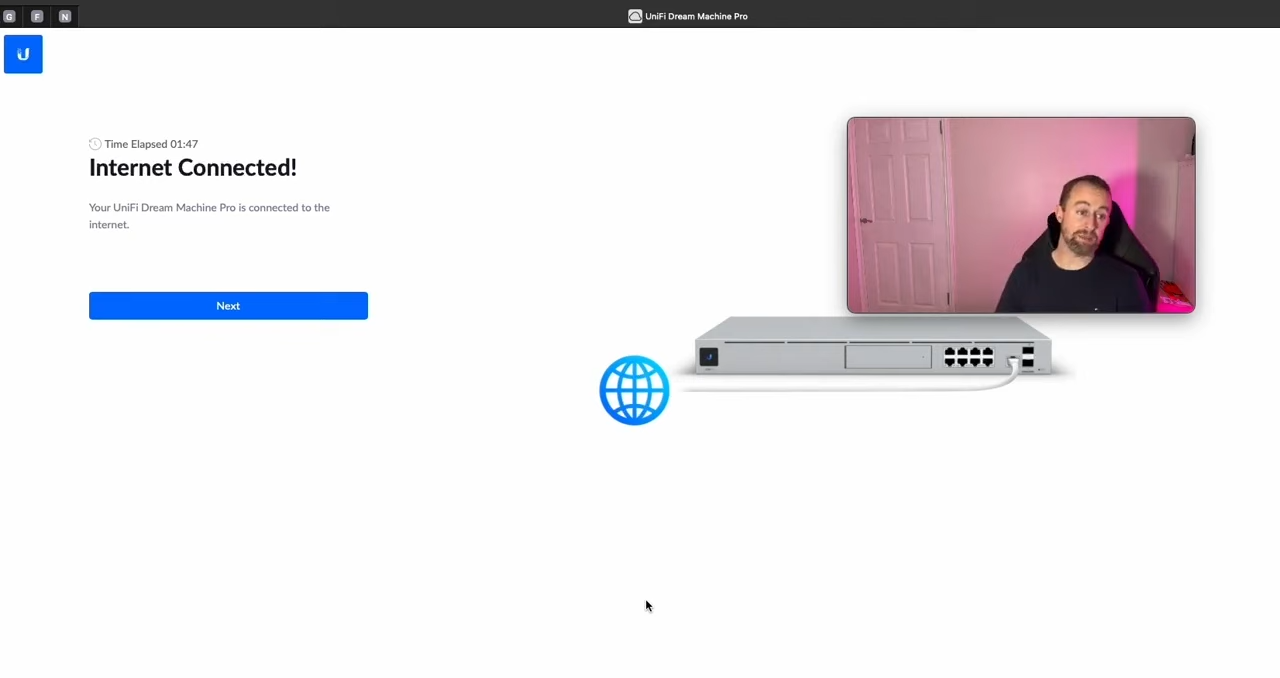 G F N
UniFi Dream Machine Pro
U
Time Elapsed 01:47
Internet Connected!
Your UniFi Dream Machine Pro is connected to the
internet.
Next